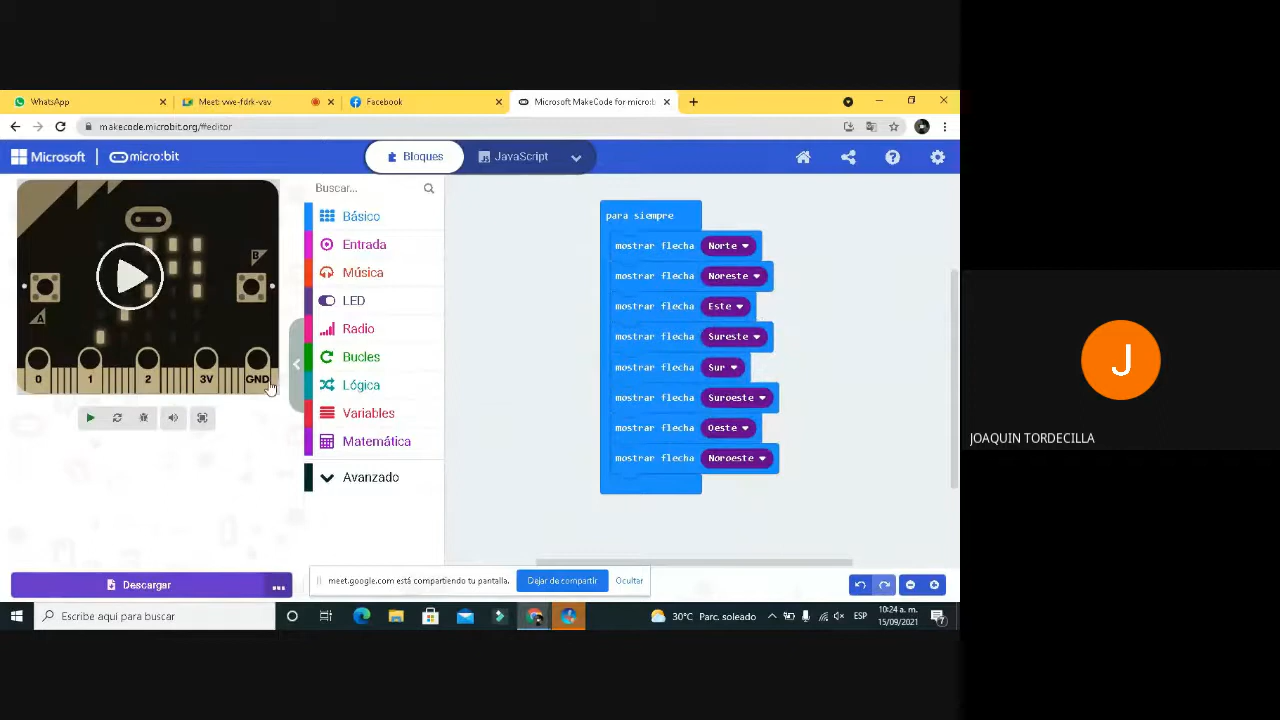 WhatsApp
Meet: vwe-fdrk-vav
Facebook
Microsoft MakeCode for micro:b
makecode.microbit.org/#editor
Microsoft
micro:bit
Bloques
JavaScript
Buscar...
Básico
Entrada
Música
LED
Radio
Bucles
Lógica
Variables
Matemática
Avanzado
A
B
0 1 2 3V GND
para siempre
mostrar flecha Norte
mostrar flecha Noreste
mostrar flecha Este
mostrar flecha Sureste
mostrar flecha Sur
mostrar flecha Suroeste
mostrar flecha Oeste
mostrar flecha Noroeste
Descargar
meet.google.com está compartiendo tu pantalla.
Dejar de compartir
Ocultar
Escribe aquí para buscar
30°C Parc. soleado
ESP
10:24 a. m.
15/09/2021
7
J
JOAQUIN TORDECILLA